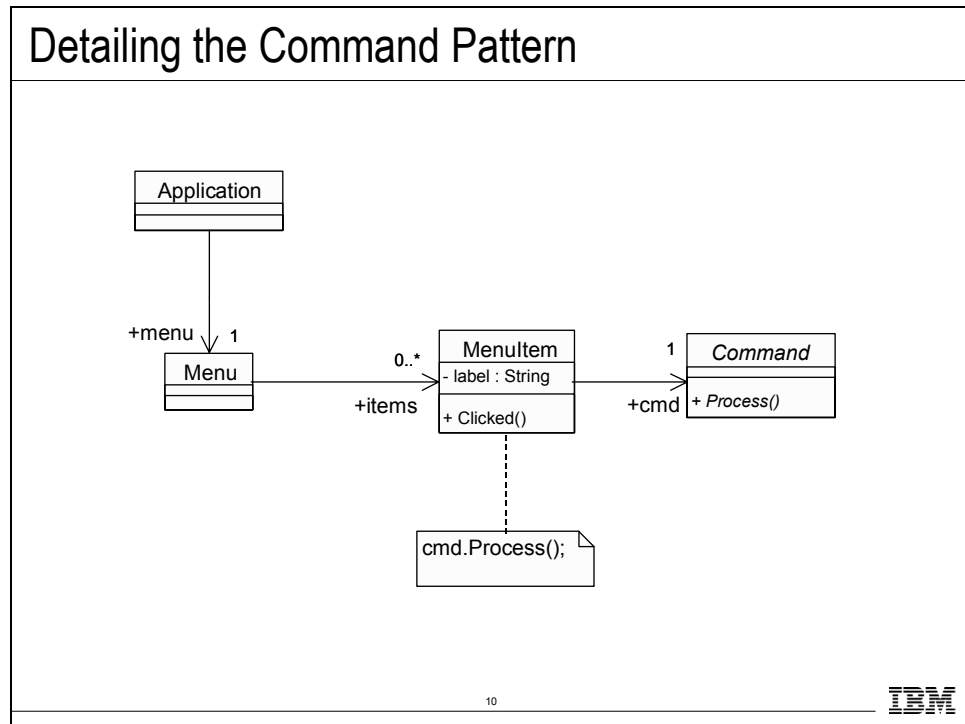 Detailing the Command Pattern
Application
+menu
1
Menu
0..*
+items
MenuItem
- label : String
+ Clicked()
1
+cmd
Command
+ Process()
cmd.Process();
10
IBM